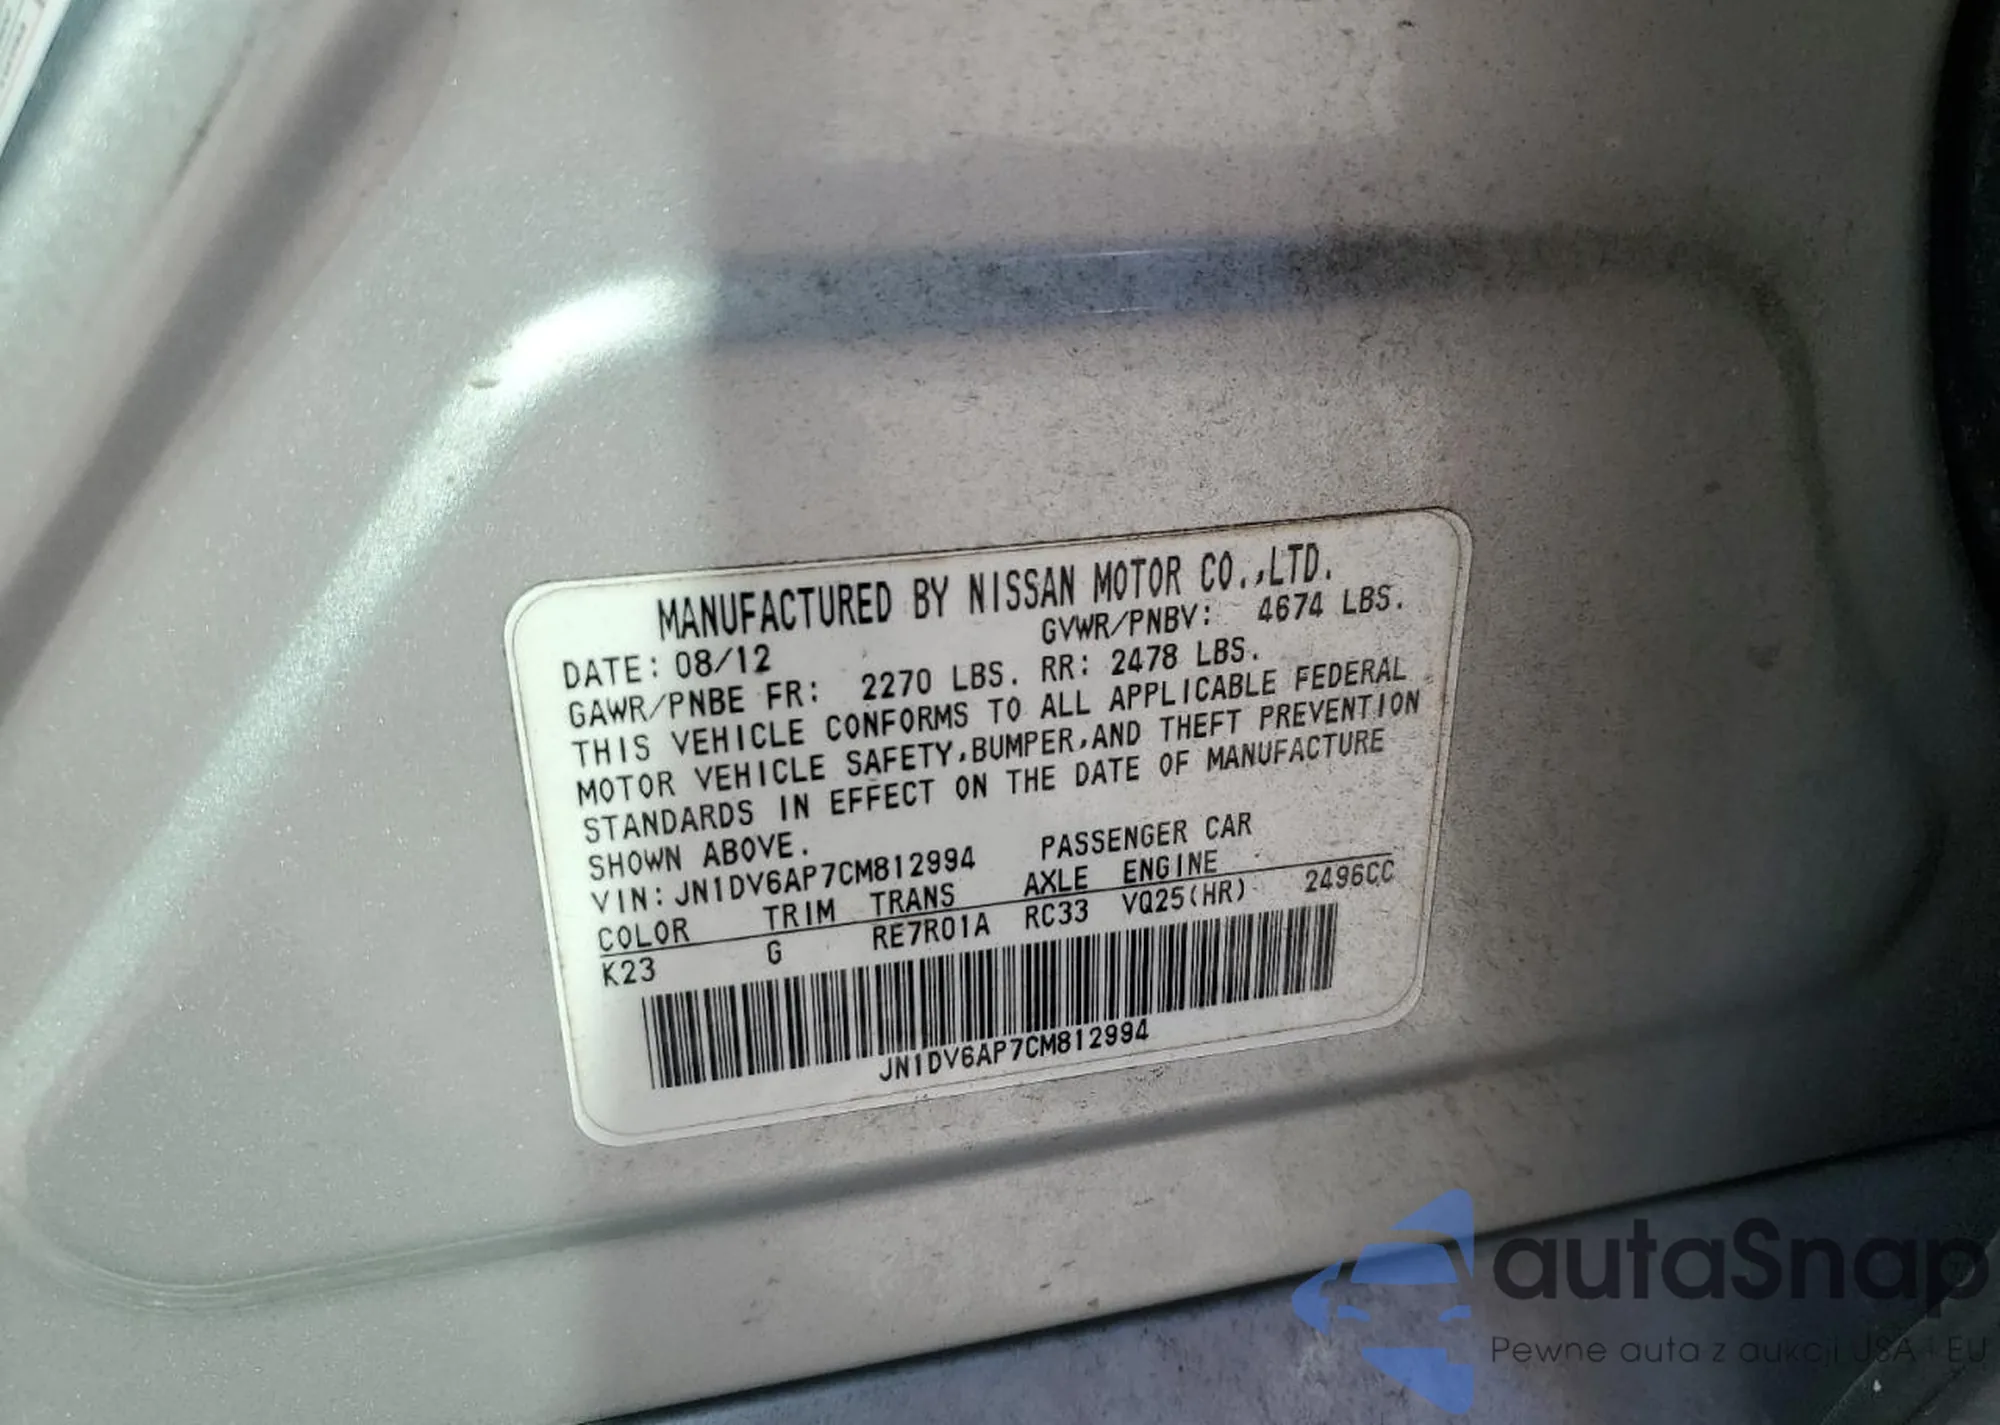 MANUFACTURED BY NISSAN MOTOR CO.,LTD.
DATE: 08/12 GVWR/PNBV: 4674 LBS.
GAWR/PNBE FR: 2270 LBS. RR: 2478 LBS.
THIS VEHICLE CONFORMS TO ALL APPLICABLE FEDERAL
MOTOR VEHICLE SAFETY,BUMPER,AND THEFT PREVENTION
STANDARDS IN EFFECT ON THE DATE OF MANUFACTURE
SHOWN ABOVE.
VIN: JN1DV6AP7CM812994 PASSENGER CAR
COLOR TRIM TRANS AXLE ENGINE
K23 G RE7R01A RC33 VQ25(HR) 2496CC
JN1DV6AP7CM812994
autaSnap
Pewne auta z aukcji USA i EU